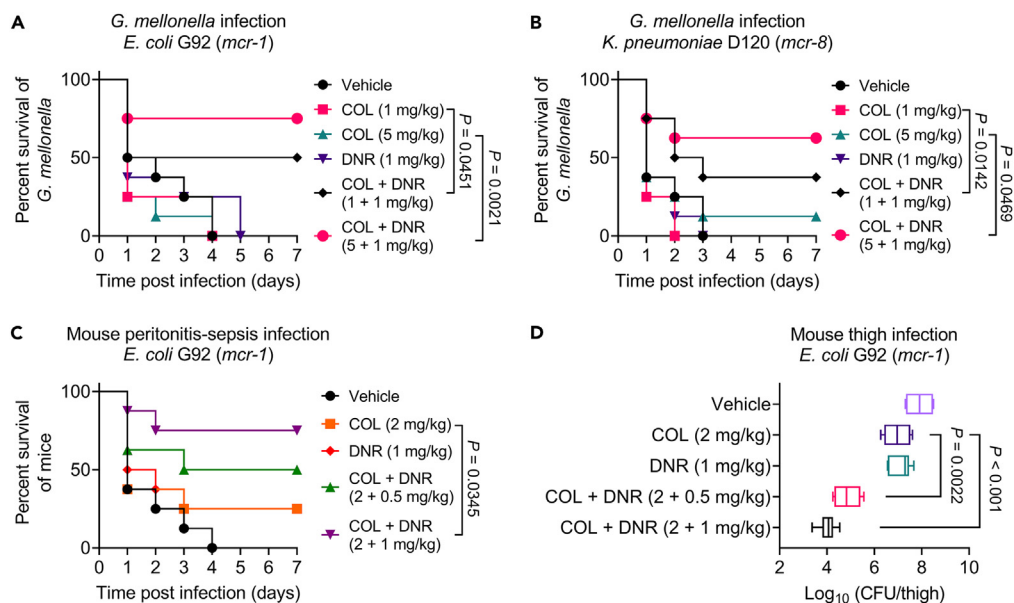 A
G. mellonella infection
E. coli G92 (mcr-1)
Percent survival of
G. mellonella
100
50
0
0 1 2 3 4 5 6 7
Time post infection (days)
Vehicle
COL (1 mg/kg)
COL (5 mg/kg)
DNR (1 mg/kg)
COL + DNR
(1 + 1 mg/kg)
COL + DNR
(5 + 1 mg/kg)
P = 0.0451
P = 0.0021
B
G. mellonella infection
K. pneumoniae D120 (mcr-8)
Percent survival of
G. mellonella
100
50
0
0 1 2 3 4 5 6 7
Time post infection (days)
Vehicle
COL (1 mg/kg)
COL (5 mg/kg)
DNR (1 mg/kg)
COL + DNR
(1 + 1 mg/kg)
COL + DNR
(5 + 1 mg/kg)
P = 0.0142
P = 0.0469
C
Mouse peritonitis-sepsis infection
E. coli G92 (mcr-1)
Percent survival
of mice
100
50
0
0 1 2 3 4 5 6 7
Time post infection (days)
Vehicle
COL (2 mg/kg)
DNR (1 mg/kg)
COL + DNR
(2 + 0.5 mg/kg)
COL + DNR
(2 + 1 mg/kg)
P = 0.0345
D
Mouse thigh infection
E. coli G92 (mcr-1)
Vehicle
COL (2 mg/kg)
DNR (1 mg/kg)
COL + DNR (2 + 0.5 mg/kg)
COL + DNR (2 + 1 mg/kg)
P = 0.0022
P < 0.001
2 4 6 8 10
Log₁₀ (CFU/thigh)